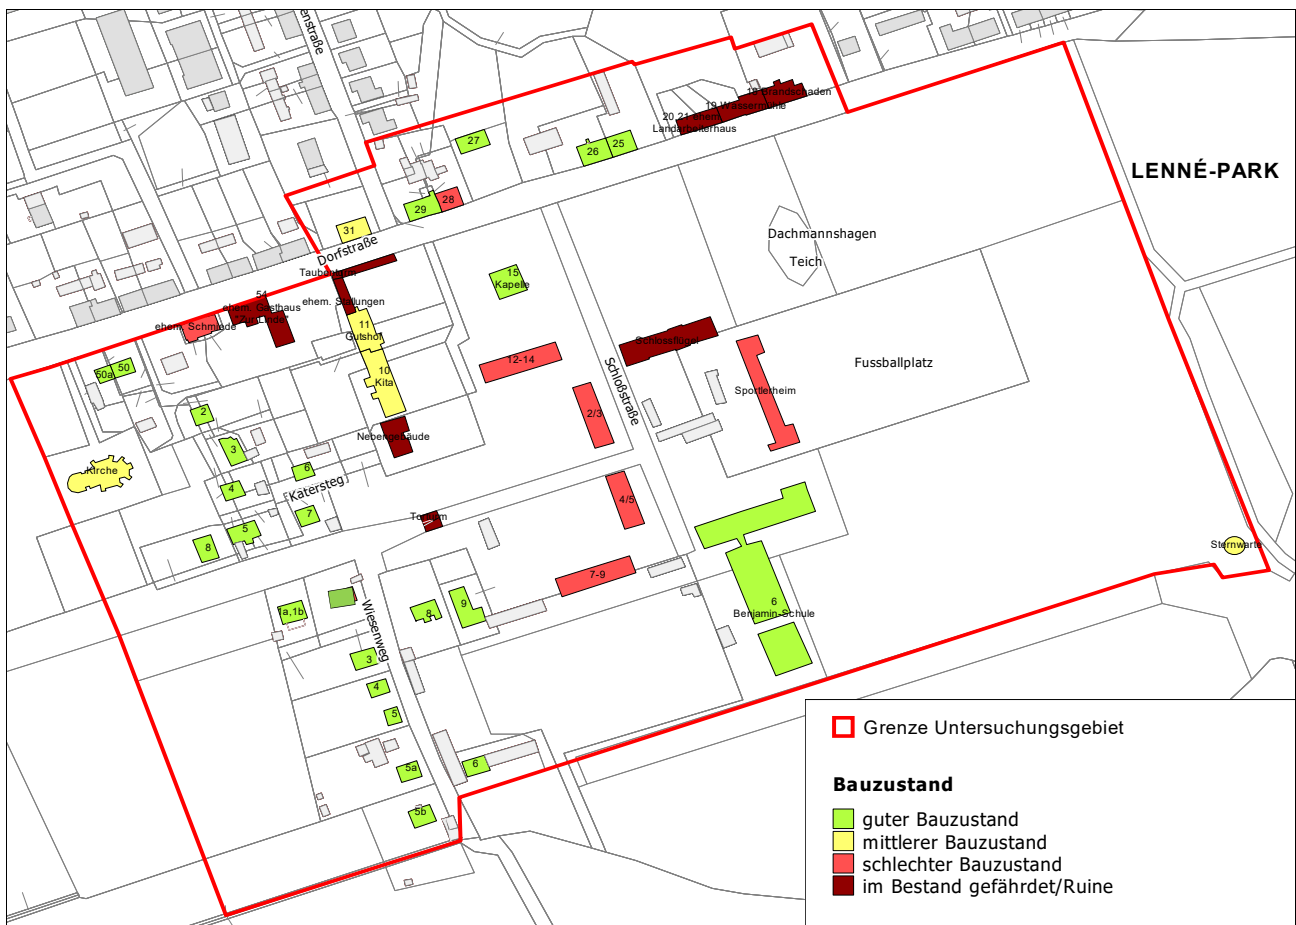 enstraße
18 Brandschaden
19 Wassermühle
20,21 ehem.
Landarbeiterhaus
27
26
25
LENNÉ-PARK
28
29
31
Dorfstraße
Dachmannshagen
Teich
15
Kapelle
54
ehem. Gasthaus
"Zur Linde"
ehem. Schmiede
ehem. Stallungen
11
Gutshof
10
Kita
12-14
Schlossflügel
Schloßstraße
2/3
Sportlerheim
Fussballplatz
50a
50
2
3
4
5
8
6
Katersteg
7
Kirche
Nebengebäude
4/5
7-9
Sternwarte
1a,1b
Wiesenweg
8
9
3
4
5
5a
5b
6
6
Benjamin-Schule
Grenze Untersuchungsgebiet
Bauzustand
guter Bauzustand
mittlerer Bauzustand
schlechter Bauzustand
im Bestand gefährdet/Ruine